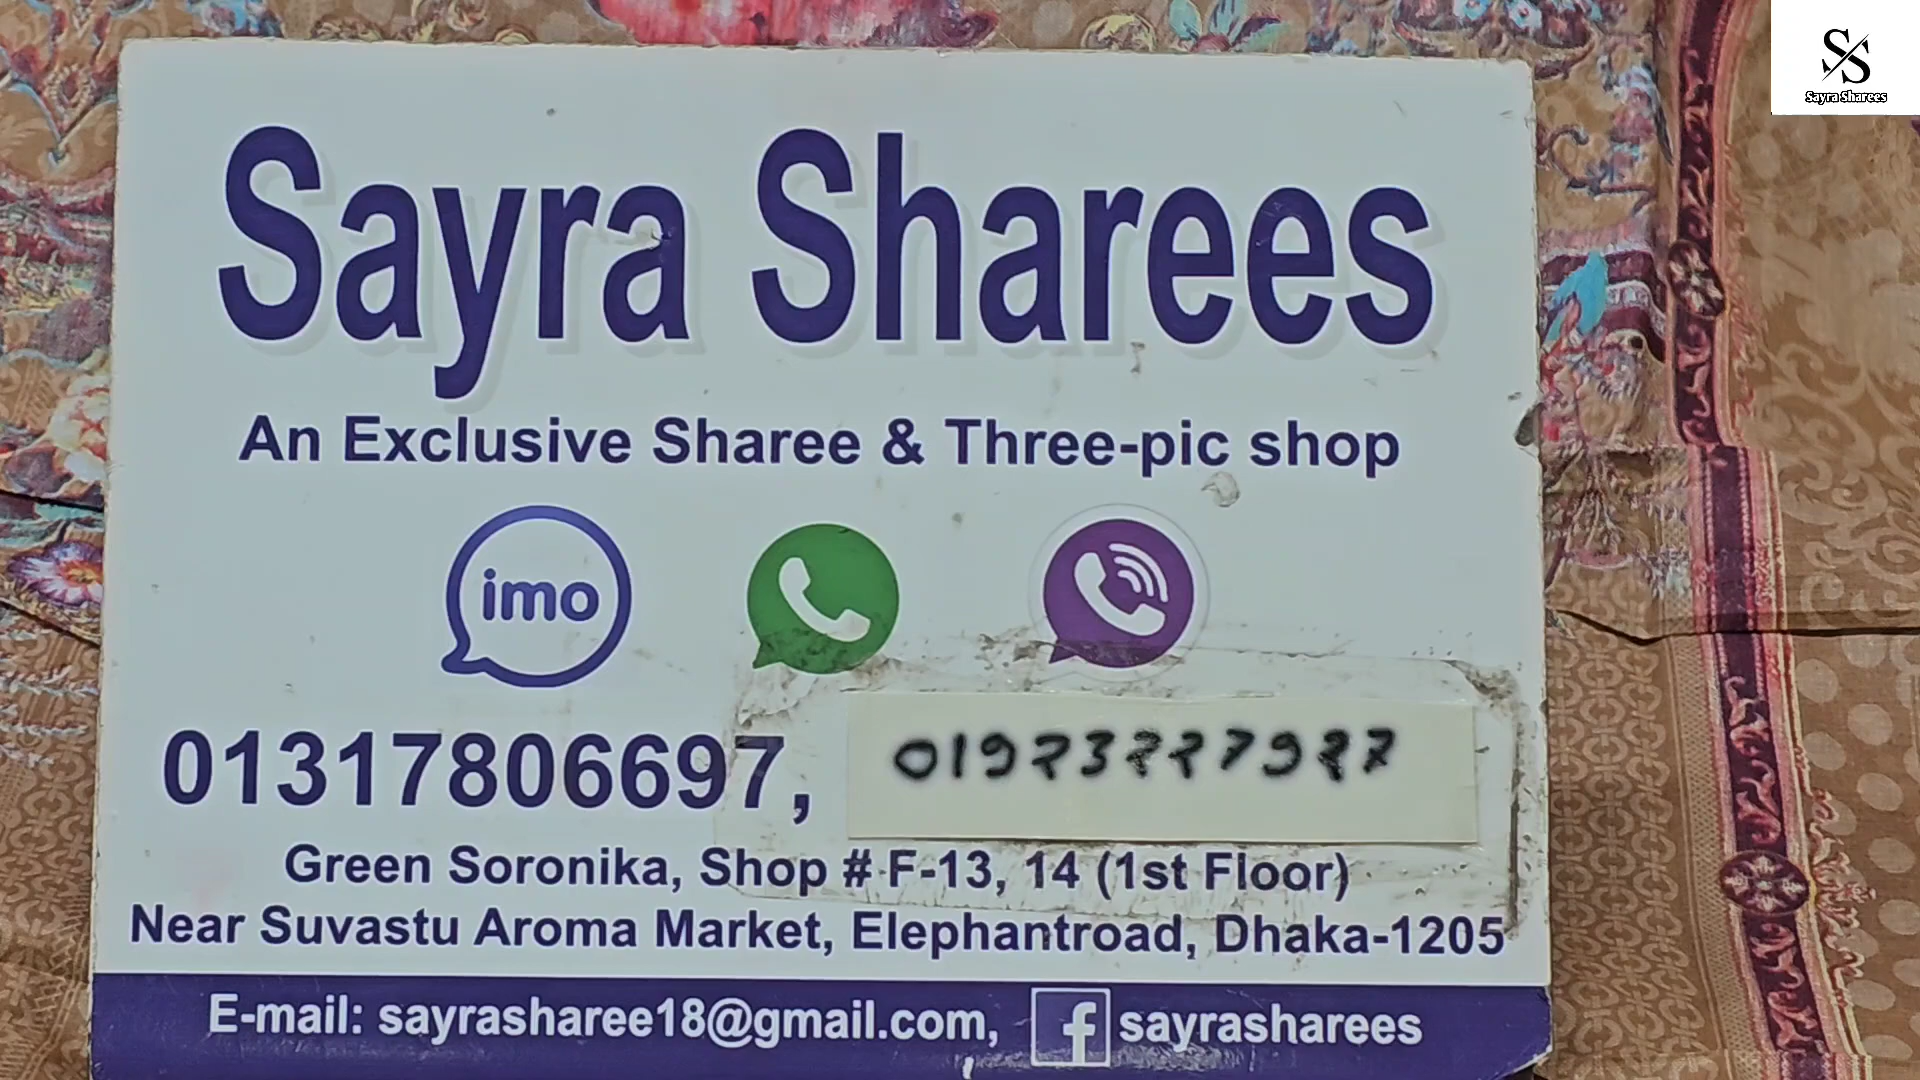 SS
Sayra Sharees
Sayra Sharees
An Exclusive Sharee & Three-pic shop
imo
01317806697,
Green Soronika, Shop # F-13, 14 (1st Floor)
Near Suvastu Aroma Market, Elephantroad, Dhaka-1205
E-mail: sayrasharee18@gmail.com, f sayrasharees